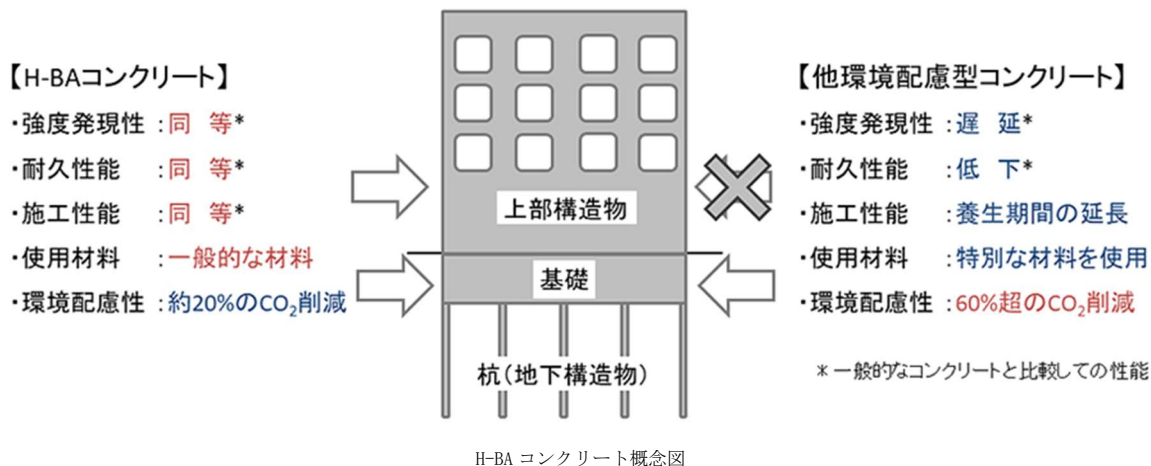 【H-BAコンクリート】
・強度発現性 :同 等*
・耐久性能 :同 等*
・施工性能 :同 等*
・使用材料 :一般的な材料
・環境配慮性 :約20%のCO₂削減
上部構造物
基礎
杭(地下構造物)
【他環境配慮型コンクリート】
・強度発現性 :遅 延*
・耐久性能 :低 下*
・施工性能 :養生期間の延長
・使用材料 :特別な材料を使用
・環境配慮性 :60%超のCO₂削減
*一般的なコンクリートと比較しての性能
H-BA コンクリート概念図